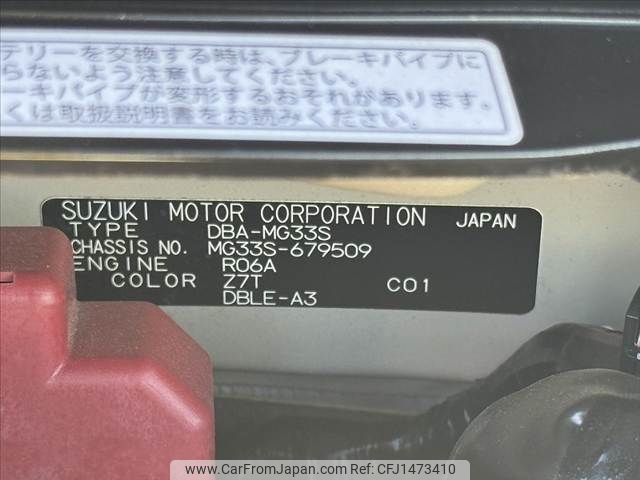 テリーを交換する時は、ブレーキパイプに
らないよう注意してください。
ーキパイプが変形するおそれがあります。
くは取扱説明書をお読みください。
SUZUKI MOTOR CORPORATION JAPAN
TYPE DBA-MG33S
CHASSIS NO. MG33S-679509
ENGINE R06A
COLOR Z7T C01
DBLE-A3
www.CarFromJapan.com Car No: CFJ1473410